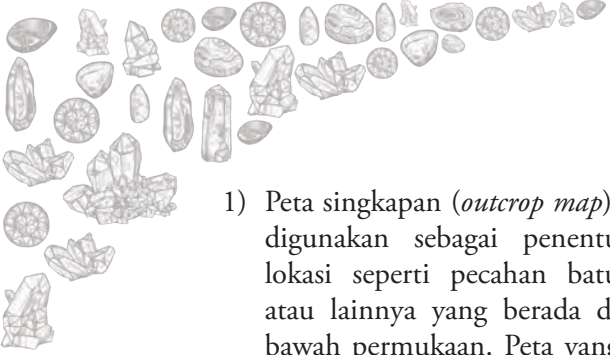 1) Peta singkapan (outcrop map),
digunakan sebagai penentu
lokasi seperti pecahan batu
atau lainnya yang berada di
bawah permukaan. Peta yang